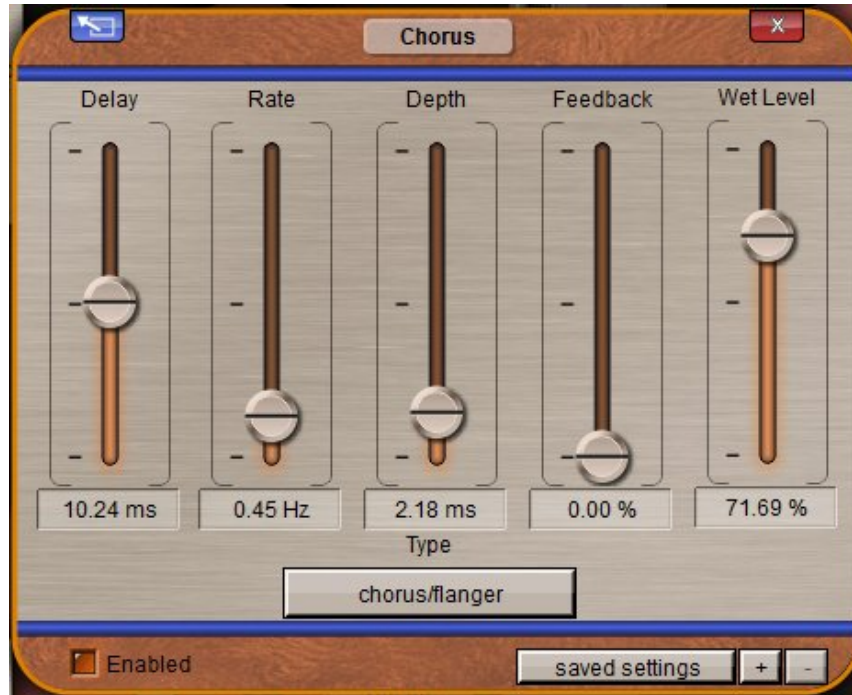 Chorus
X
Delay Rate Depth Feedback Wet Level
10.24 ms 0.45 Hz 2.18 ms 0.00 % 71.69 %
Type
chorus/flanger
Enabled saved settings + -